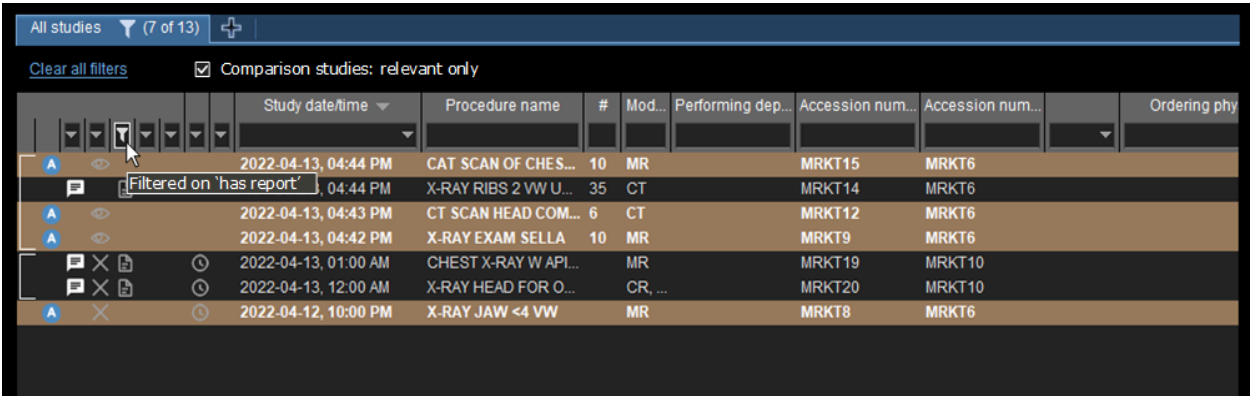 All studies (7 of 13)
Clear all filters Comparison studies: relevant only
Study date/time Procedure name # Mod... Performing dep... Accession num... Accession num... Ordering phy
A 2022-04-13, 04:44 PM CAT SCAN OF CHES... 10 MR MRKT15 MRKT6
Filtered on ‘has report’ , 04:44 PM X-RAY RIBS 2 VW U... 35 CT MRKT14 MRKT6
A 2022-04-13, 04:43 PM CT SCAN HEAD COM... 6 CT MRKT12 MRKT6
A 2022-04-13, 04:42 PM X-RAY EXAM SELLA 10 MR MRKT9 MRKT6
2022-04-13, 01:00 AM CHEST X-RAY W API... MR MRKT19 MRKT10
2022-04-13, 12:00 AM X-RAY HEAD FOR O... CR, ... MRKT20 MRKT10
A 2022-04-12, 10:00 PM X-RAY JAW <4 VW MR MRKT8 MRKT6